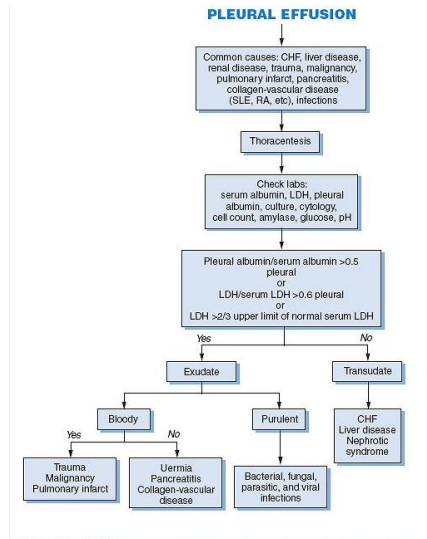 PLEURAL EFFUSION
Common causes: CHF, liver disease,
renal disease, trauma, malignancy,
pulmonary infarct, pancreatitis,
collagen-vascular disease
(SLE, RA, etc), infections
Thoracentesis
Check labs:
serum albumin, LDH, pleural
albumin, culture, cytology,
cell count, amylase, glucose, pH
Pleural albumin/serum albumin >0.5
pleural
or
LDH/serum LDH >0.6 pleural
or
LDH >2/3 upper limit of normal serum LDH
Yes
No
Exudate
Transudate
Bloody
Purulent
CHF
Liver disease
Nephrotic
syndrome
Yes
No
Trauma
Malignancy
Pulmonary infarct
Uermia
Pancreatitis
Collagen-vascular
disease
Bacterial, fungal,
parasitic, and viral
infections